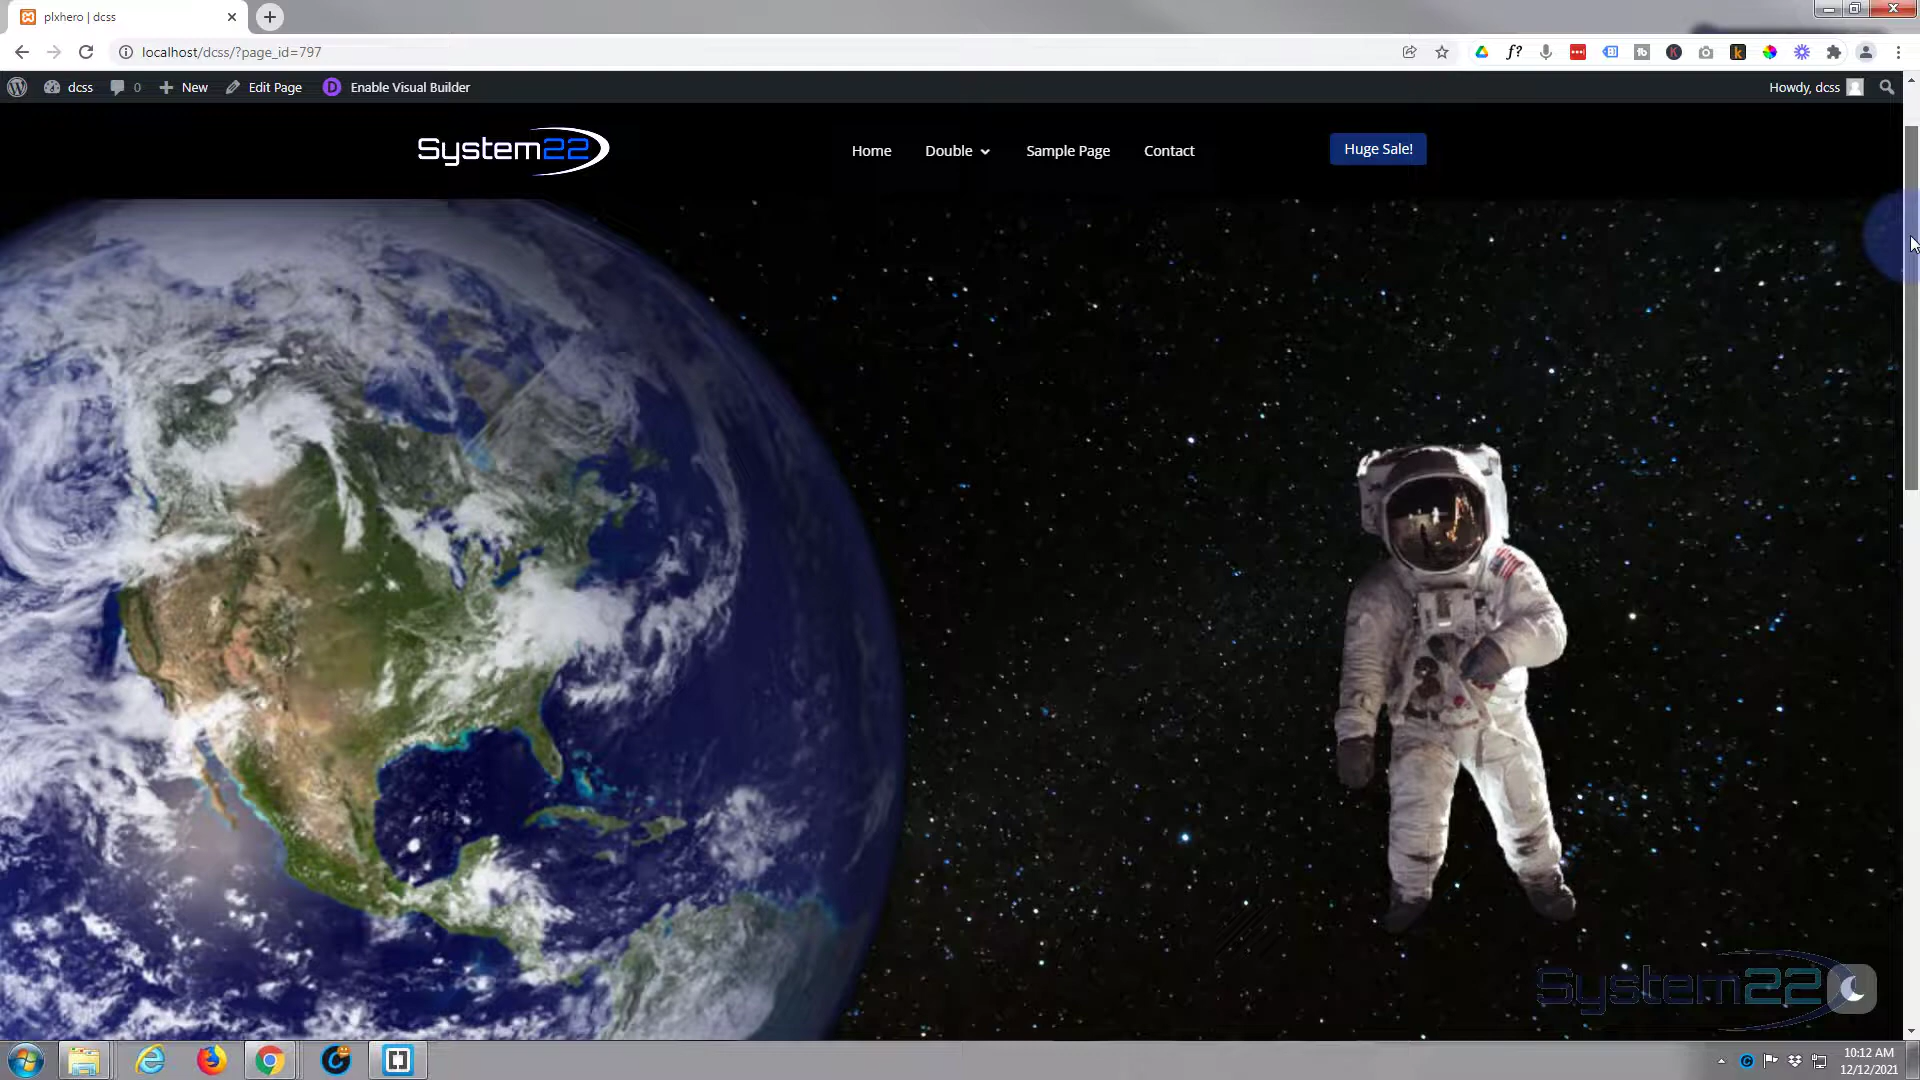 plxhero | dcss
localhost/dcss/?page_id=797
dcss
0
New
Edit Page
Enable Visual Builder
Howdy, dcss
System22
Home
Double
Sample Page
Contact
Huge Sale!
System22
10:12 AM
12/12/2021